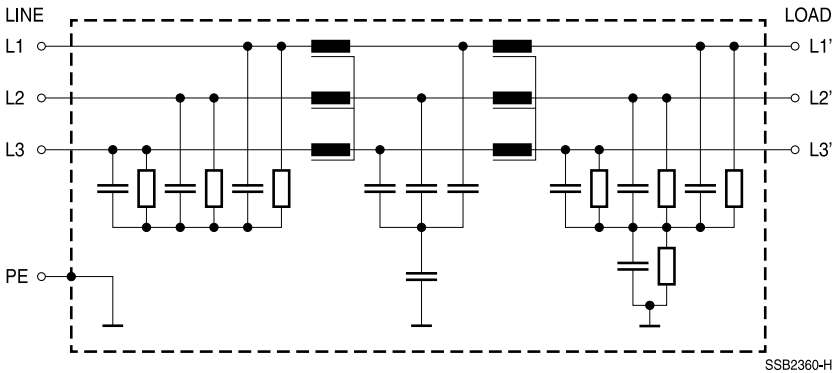 LINE
LOAD
L1
L1'
L2
L2'
L3
L3'
PE
SSB2360-H